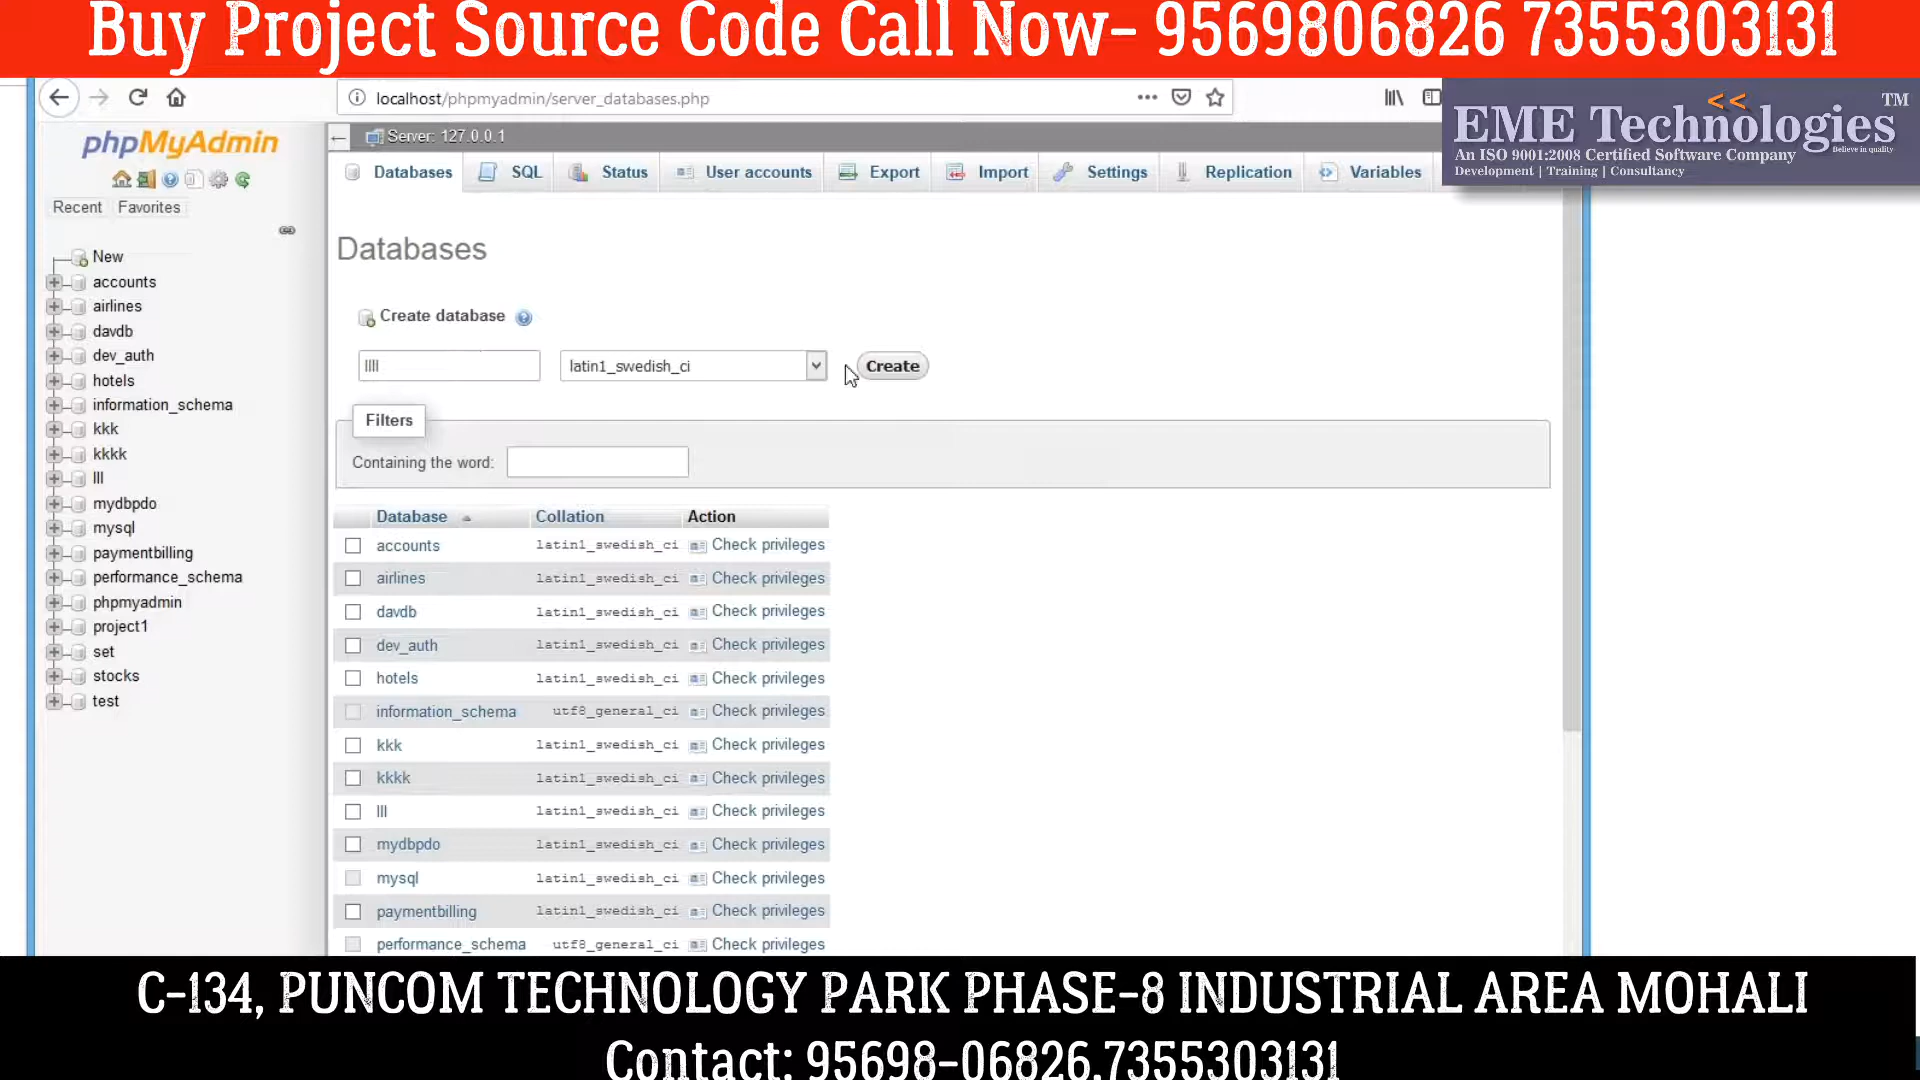 Buy Project Source Code Call Now- 9569806826 7355303131
localhost/phpmyadmin/server_databases.php
EME Technologies TM
An ISO 9001:2008 Certified Software Company
Believe in quality
Development | Training | Consultancy
phpMyAdmin
Server: 127.0.0.1
Databases SQL Status User accounts Export Import Settings Replication Variables
Recent Favorites
New
accounts
airlines
davdb
dev_auth
hotels
information_schema
kkk
kkkk
lll
mydbpdo
mysql
paymentbilling
performance_schema
phpmyadmin
project1
set
stocks
test
Databases
Create database
llll latin1_swedish_ci Create
Filters
Containing the word:
Database Collation Action
accounts latin1_swedish_ci Check privileges
airlines latin1_swedish_ci Check privileges
davdb latin1_swedish_ci Check privileges
dev_auth latin1_swedish_ci Check privileges
hotels latin1_swedish_ci Check privileges
information_schema utf8_general_ci Check privileges
kkk latin1_swedish_ci Check privileges
kkkk latin1_swedish_ci Check privileges
lll latin1_swedish_ci Check privileges
mydbpdo latin1_swedish_ci Check privileges
mysql latin1_swedish_ci Check privileges
paymentbilling latin1_swedish_ci Check privileges
performance_schema utf8_general_ci Check privileges
C-134, PUNCOM TECHNOLOGY PARK PHASE-8 INDUSTRIAL AREA MOHALI
Contact: 95698-06826,7355303131